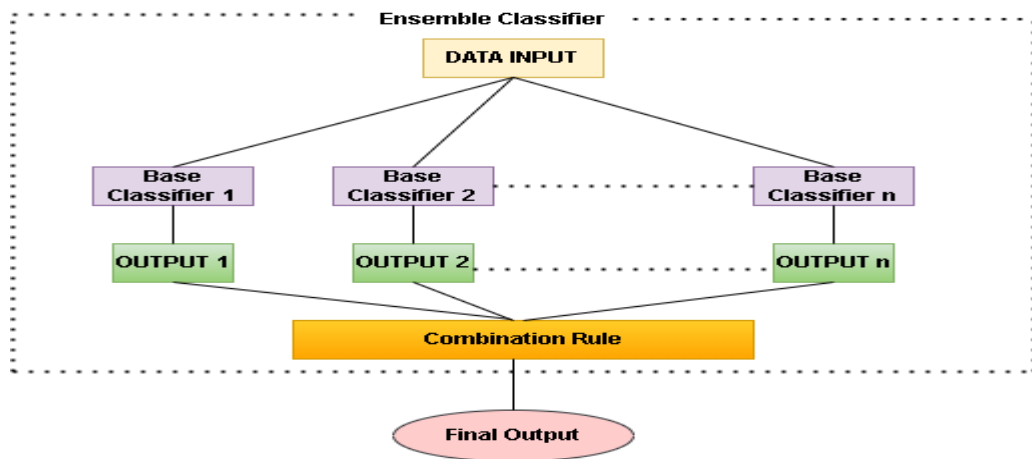 Ensemble Classifier
DATA INPUT
Base
Classifier 1
Base
Classifier 2
Base
Classifier n
OUTPUT 1
OUTPUT 2
OUTPUT n
Combination Rule
Final Output